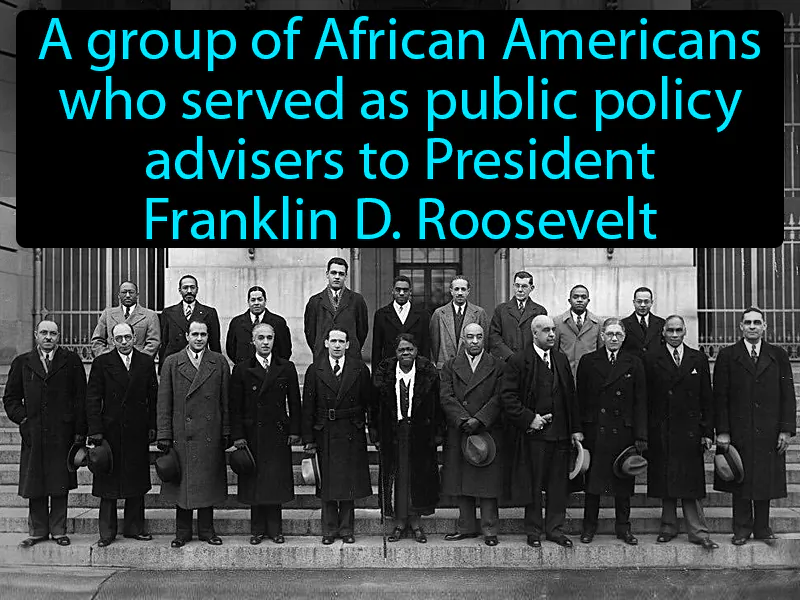 A group of African Americans
who served as public policy
advisers to President
Franklin D. Roosevelt